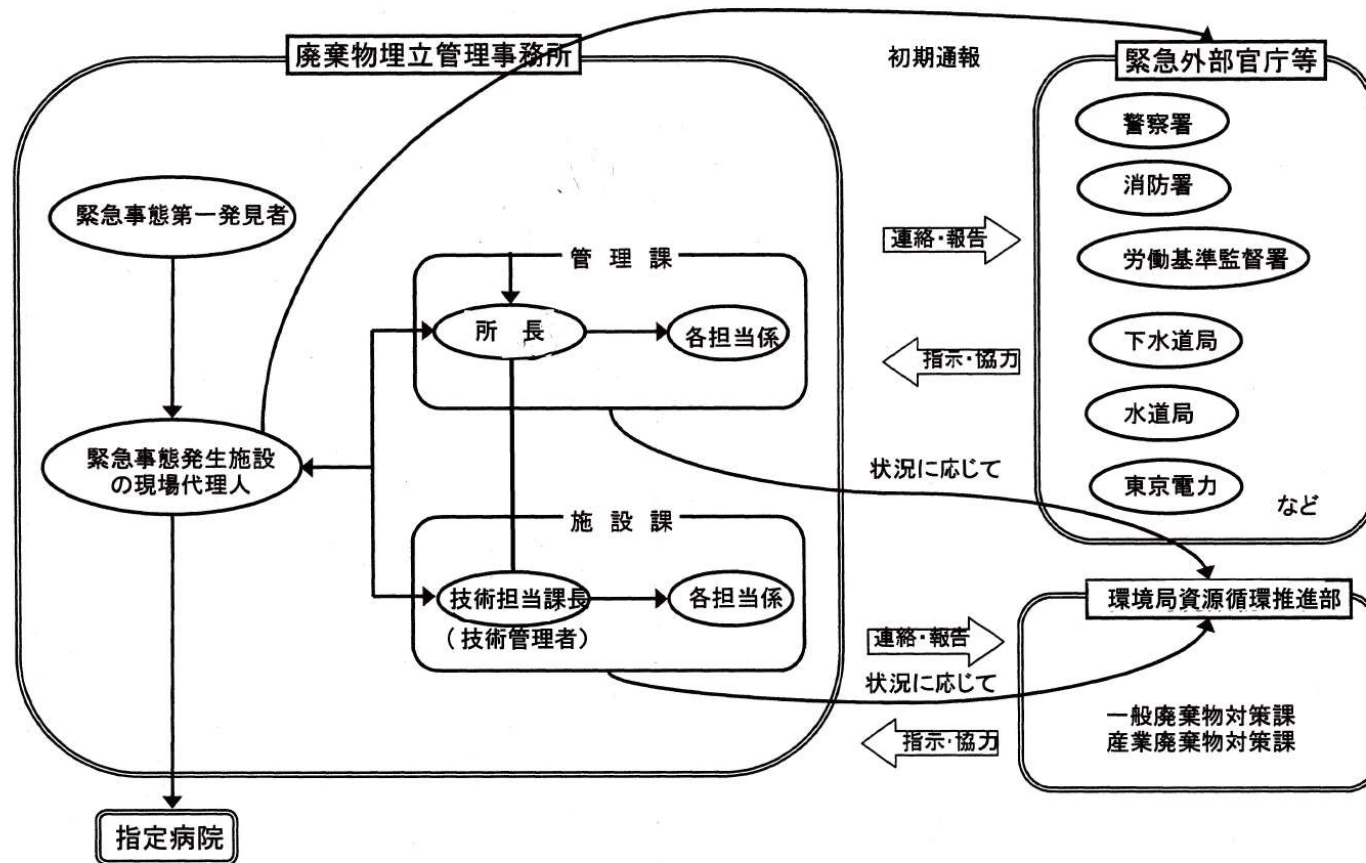 廃棄物埋立管理事務所
初期通報
緊急外部官庁等
警察署
消防署
労働基準監督署
下水道局
水道局
東京電力
など
緊急事態第一発見者
連絡・報告
指示・協力
管理課
所長
各担当係
緊急事態発生施設
の現場代理人
状況に応じて
施設課
技術担当課長
(技術管理者)
各担当係
環境局資源循環推進部
連絡・報告
状況に応じて
指示・協力
一般廃棄物対策課
産業廃棄物対策課
指定病院